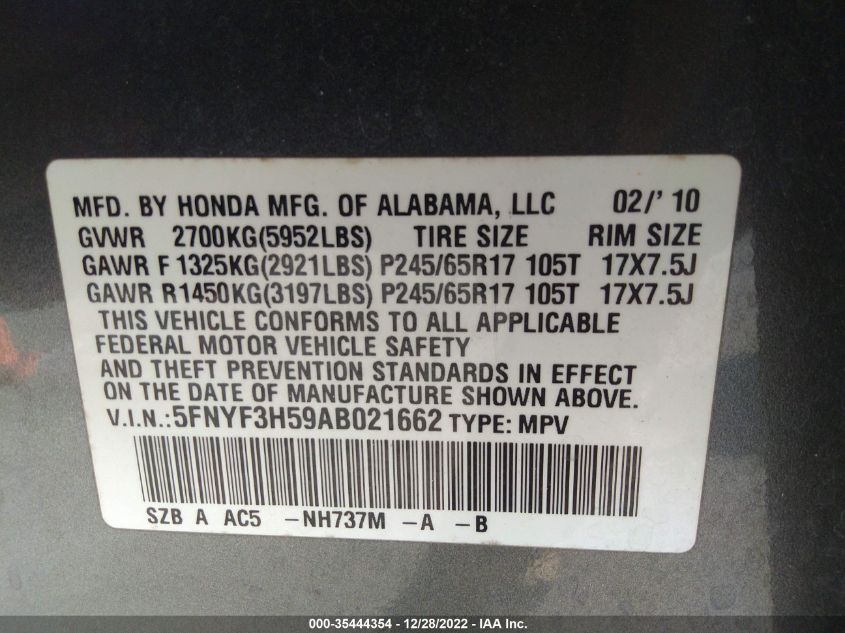 MFD. BY HONDA MFG. OF ALABAMA, LLC 02/' 10
GVWR 2700KG(5952LBS) TIRE SIZE RIM SIZE
GAWR F 1325KG(2921LBS) P245/65R17 105T 17X7.5J
GAWR R1450KG(3197LBS) P245/65R17 105T 17X7.5J
THIS VEHICLE CONFORMS TO ALL APPLICABLE
FEDERAL MOTOR VEHICLE SAFETY
AND THEFT PREVENTION STANDARDS IN EFFECT
ON THE DATE OF MANUFACTURE SHOWN ABOVE.
V.I.N.:5FNYF3H59AB021662 TYPE: MPV
SZB A AC5 -NH737M -A -B
000-35444354 - 12/28/2022 - IAA Inc.